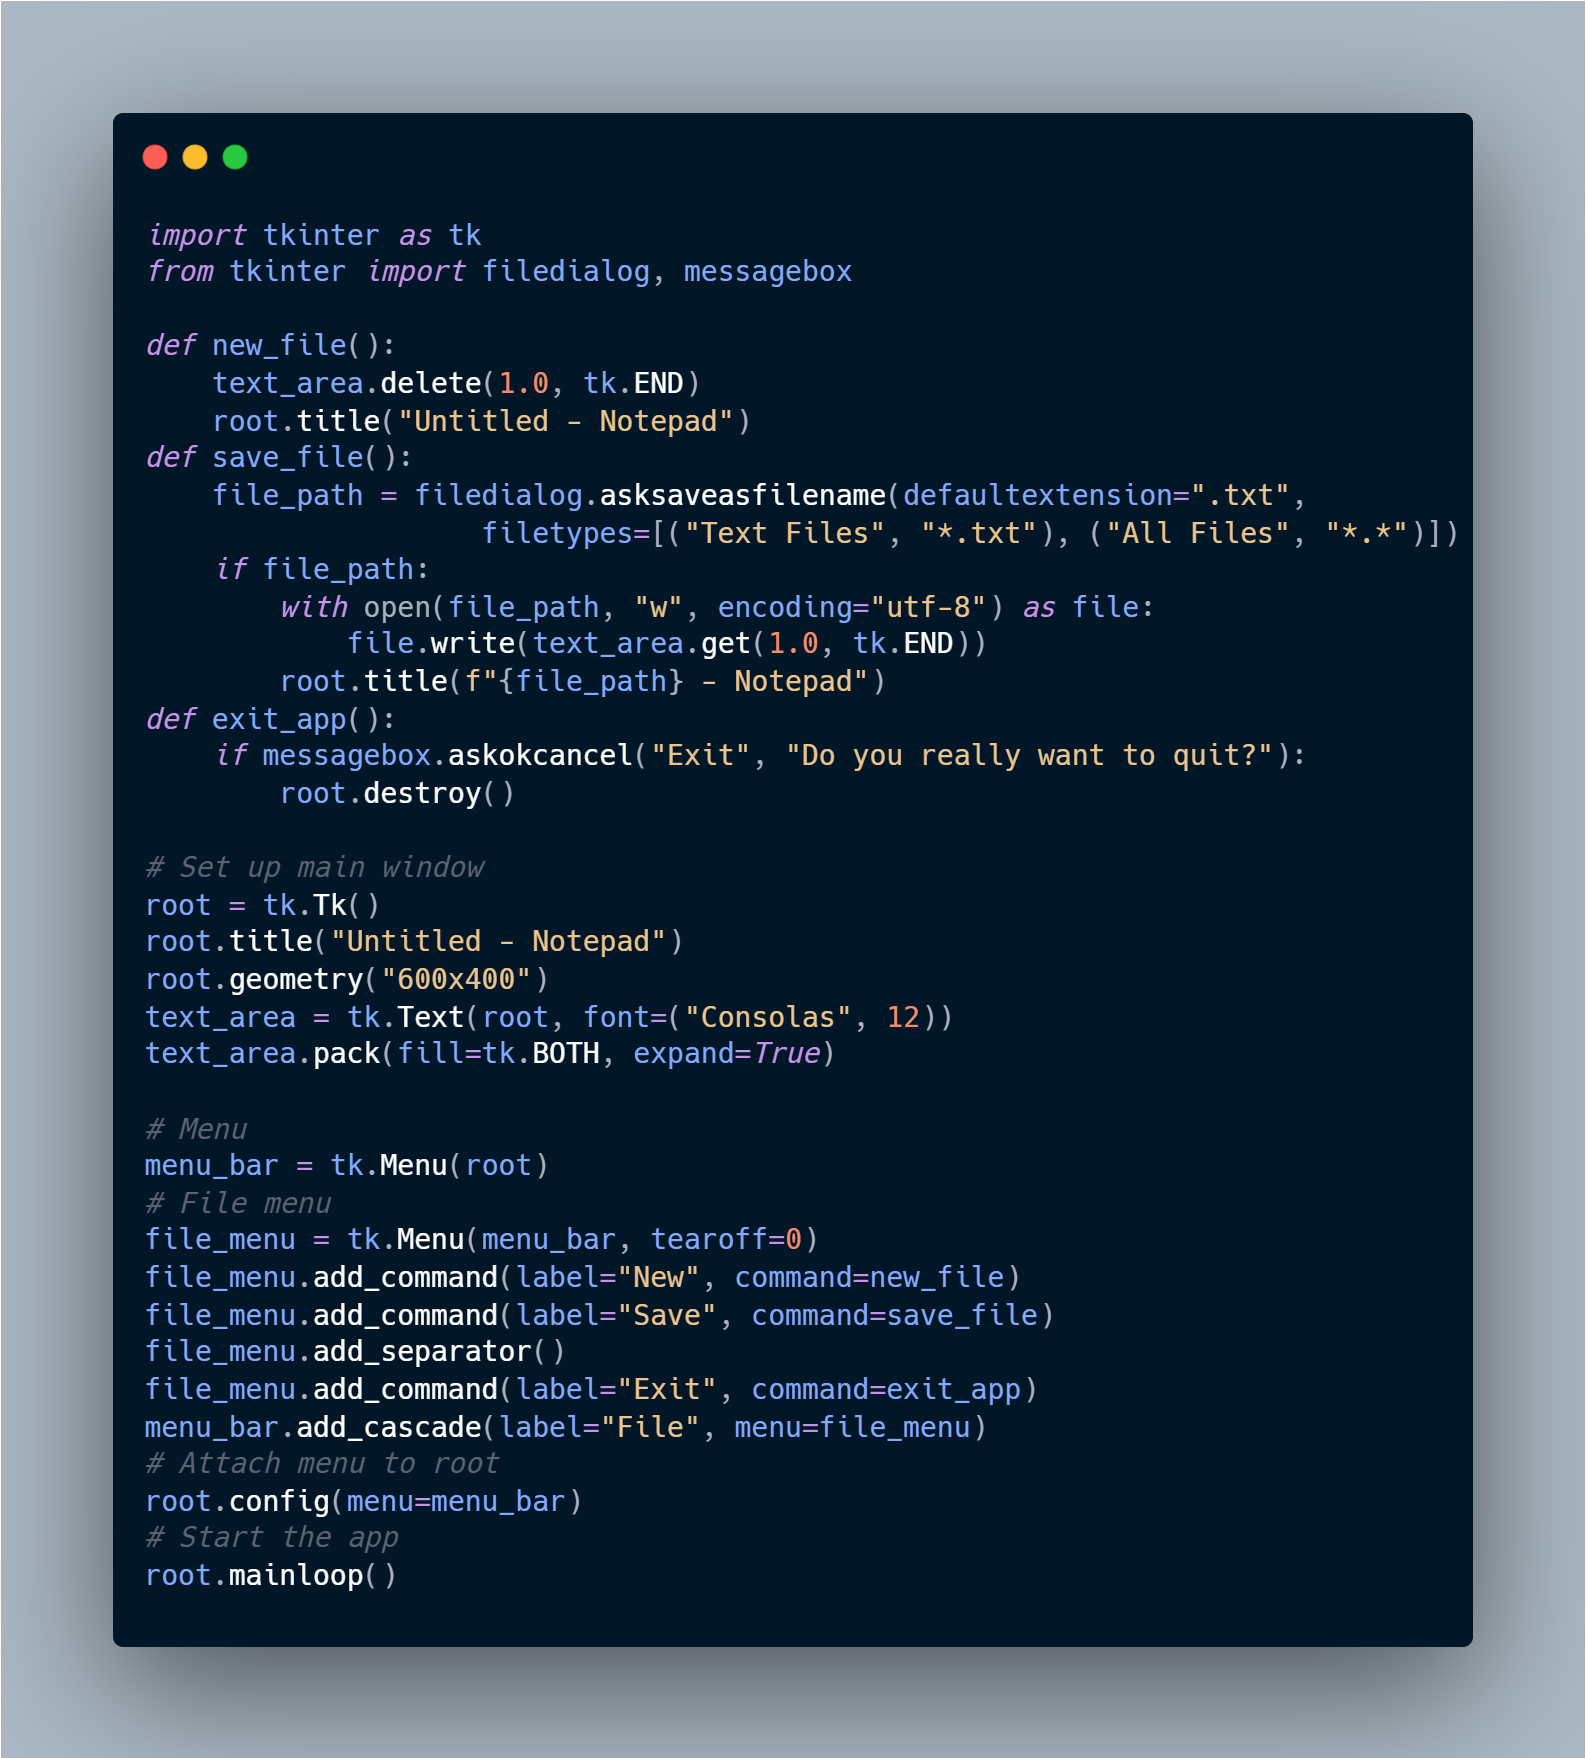 import tkinter as tk
from tkinter import filedialog, messagebox

def new_file():
    text_area.delete(1.0, tk.END)
    root.title("Untitled - Notepad")
def save_file():
    file_path = filedialog.asksaveasfilename(defaultextension=".txt",
                    filetypes=[("Text Files", "*.txt"), ("All Files", "*.*")])
    if file_path:
        with open(file_path, "w", encoding="utf-8") as file:
            file.write(text_area.get(1.0, tk.END))
        root.title(f"{file_path} - Notepad")
def exit_app():
    if messagebox.askokcancel("Exit", "Do you really want to quit?"):
        root.destroy()

# Set up main window
root = tk.Tk()
root.title("Untitled - Notepad")
root.geometry("600x400")
text_area = tk.Text(root, font=("Consolas", 12))
text_area.pack(fill=tk.BOTH, expand=True)

# Menu
menu_bar = tk.Menu(root)
# File menu
file_menu = tk.Menu(menu_bar, tearoff=0)
file_menu.add_command(label="New", command=new_file)
file_menu.add_command(label="Save", command=save_file)
file_menu.add_separator()
file_menu.add_command(label="Exit", command=exit_app)
menu_bar.add_cascade(label="File", menu=file_menu)
# Attach menu to root
root.config(menu=menu_bar)
# Start the app
root.mainloop()